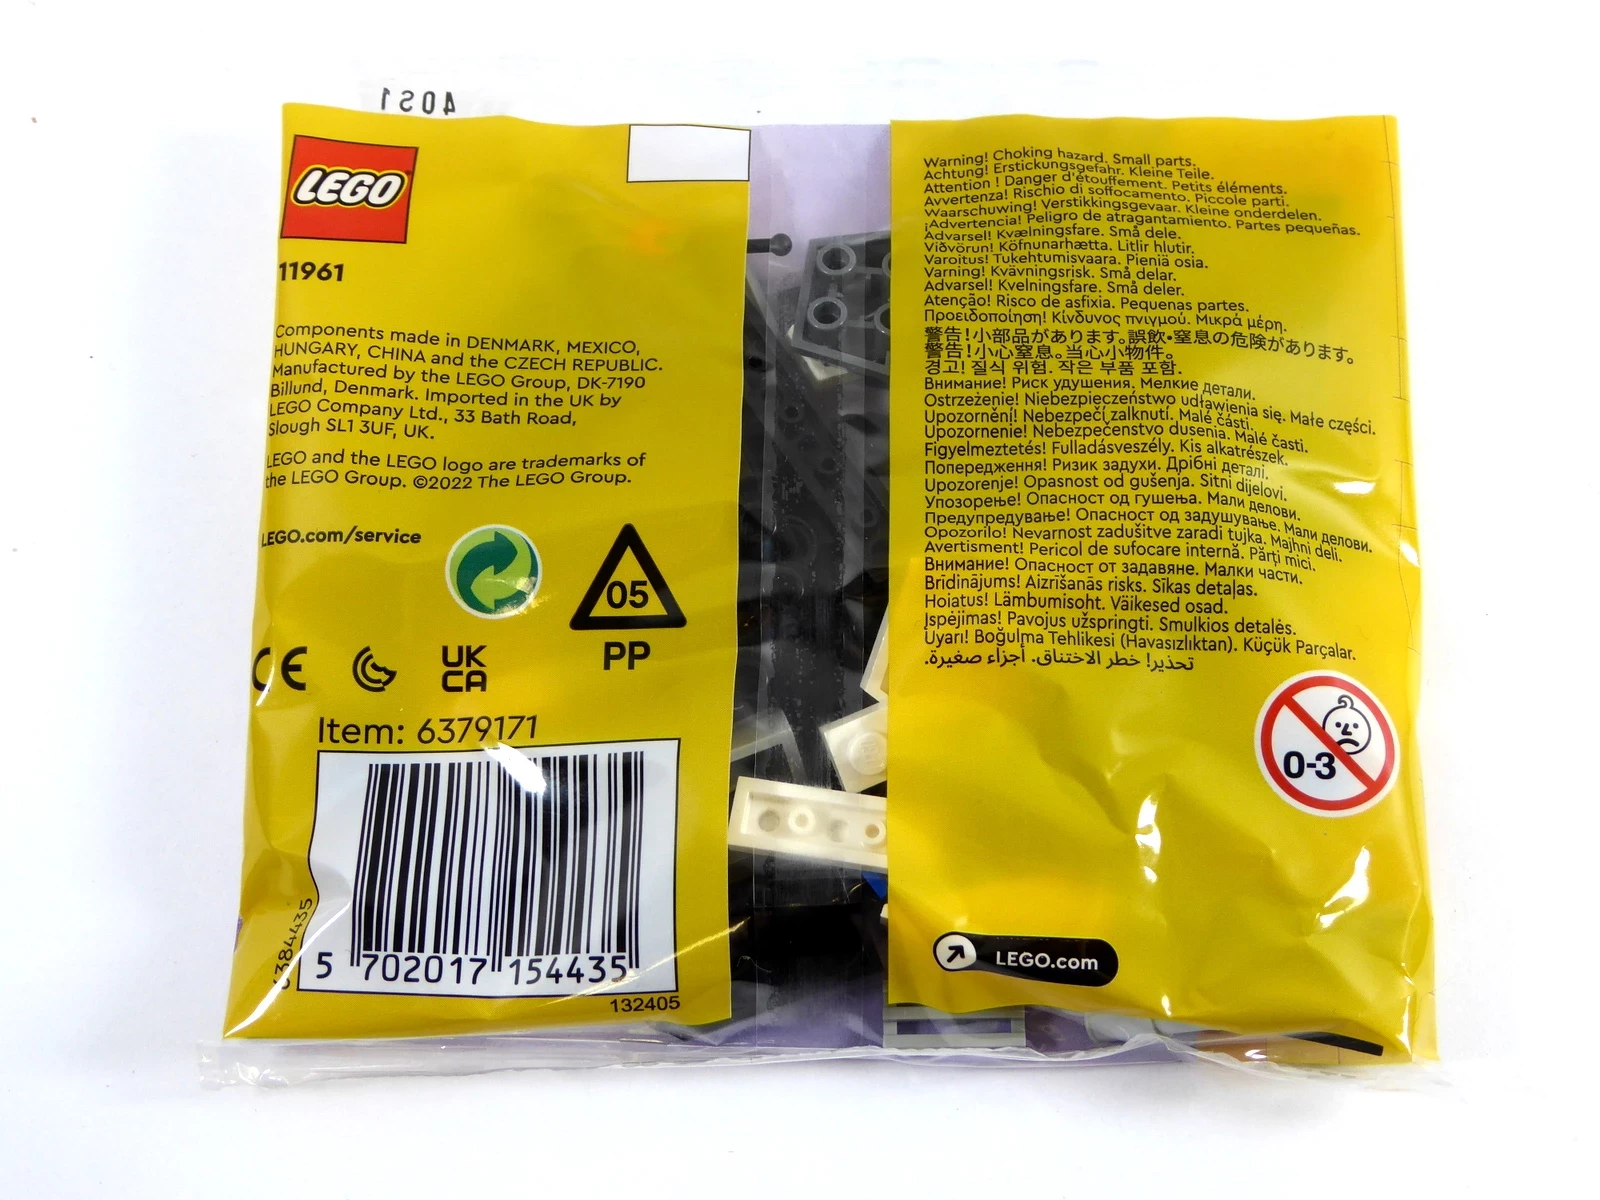 40S1
LEGO
11961
Components made in DENMARK, MEXICO,
HUNGARY, CHINA and the CZECH REPUBLIC.
Manufactured by the LEGO Group, DK-7190
Billund, Denmark. Imported in the UK by
LEGO Company Ltd., 33 Bath Road,
Slough SL1 3UF, UK.
LEGO and the LEGO logo are trademarks of
the LEGO Group. ©2022 The LEGO Group.
LEGO.com/service
05
PP
CE
UK
CA
Item: 6379171
6384435
5 702017 154435
132405
Warning! Choking hazard. Small parts.
Achtung! Erstickungsgefahr. Kleine Teile.
Attention ! Danger d'étouffement. Petits éléments.
Avvertenza! Rischio di soffocamento. Piccole parti.
Waarschuwing! Verstikkingsgevaar. Kleine onderdelen.
¡Advertencia! Peligro de atragantamiento. Partes pequeñas.
Advarsel! Kvælningsfare. Små dele.
Viðvörun! Köfnunarhætta. Litlir hlutir.
Varoitus! Tukehtumisvaara. Pieniä osia.
Varning! Kvävningsrisk. Små delar.
Advarsel! Kvelningsfare. Små deler.
Atenção! Risco de asfixia. Pequenas partes.
Προειδοποίηση! Κίνδυνος πνιγμού. Μικρά μέρη.
警告!小部品があります。誤飲•窒息の危険があります。
警告!小心窒息。当心小物件。
경고! 질식 위험. 작은 부품 포함.
Внимание! Риск удушения. Мелкие детали.
Ostrzeżenie! Niebezpieczeństwo udławienia się. Małe części.
Upozornění! Nebezpečí zalknutí. Malé části.
Upozornenie! Nebezpečenstvo dusenia. Malé časti.
Figyelmeztetés! Fulladásveszély. Kis alkatrészek.
Попередження! Ризик задухи. Дрібні деталі.
Upozorenje! Opasnost od gušenja. Sitni dijelovi.
Упозорење! Опасност од гушења. Мали делови.
Предупредување! Опасност од задушување. Мали делови.
Opozorilo! Nevarnost zadušitve zaradi tujka. Majhni deli.
Avertisment! Pericol de sufocare internă. Părți mici.
Внимание! Опасност от задавяне. Малки части.
Brīdinājums! Aizrīšanās risks. Sīkas detaļas.
Hoiatus! Lämbumisoht. Väikesed osad.
Įspėjimas! Pavojus užspringti. Smulkios detalės.
Uyarı! Boğulma Tehlikesi (Havasızlıktan). Küçük Parçalar.
تحذير! خطر الاختناق. أجزاء صغيرة.
0-3
LEGO.com